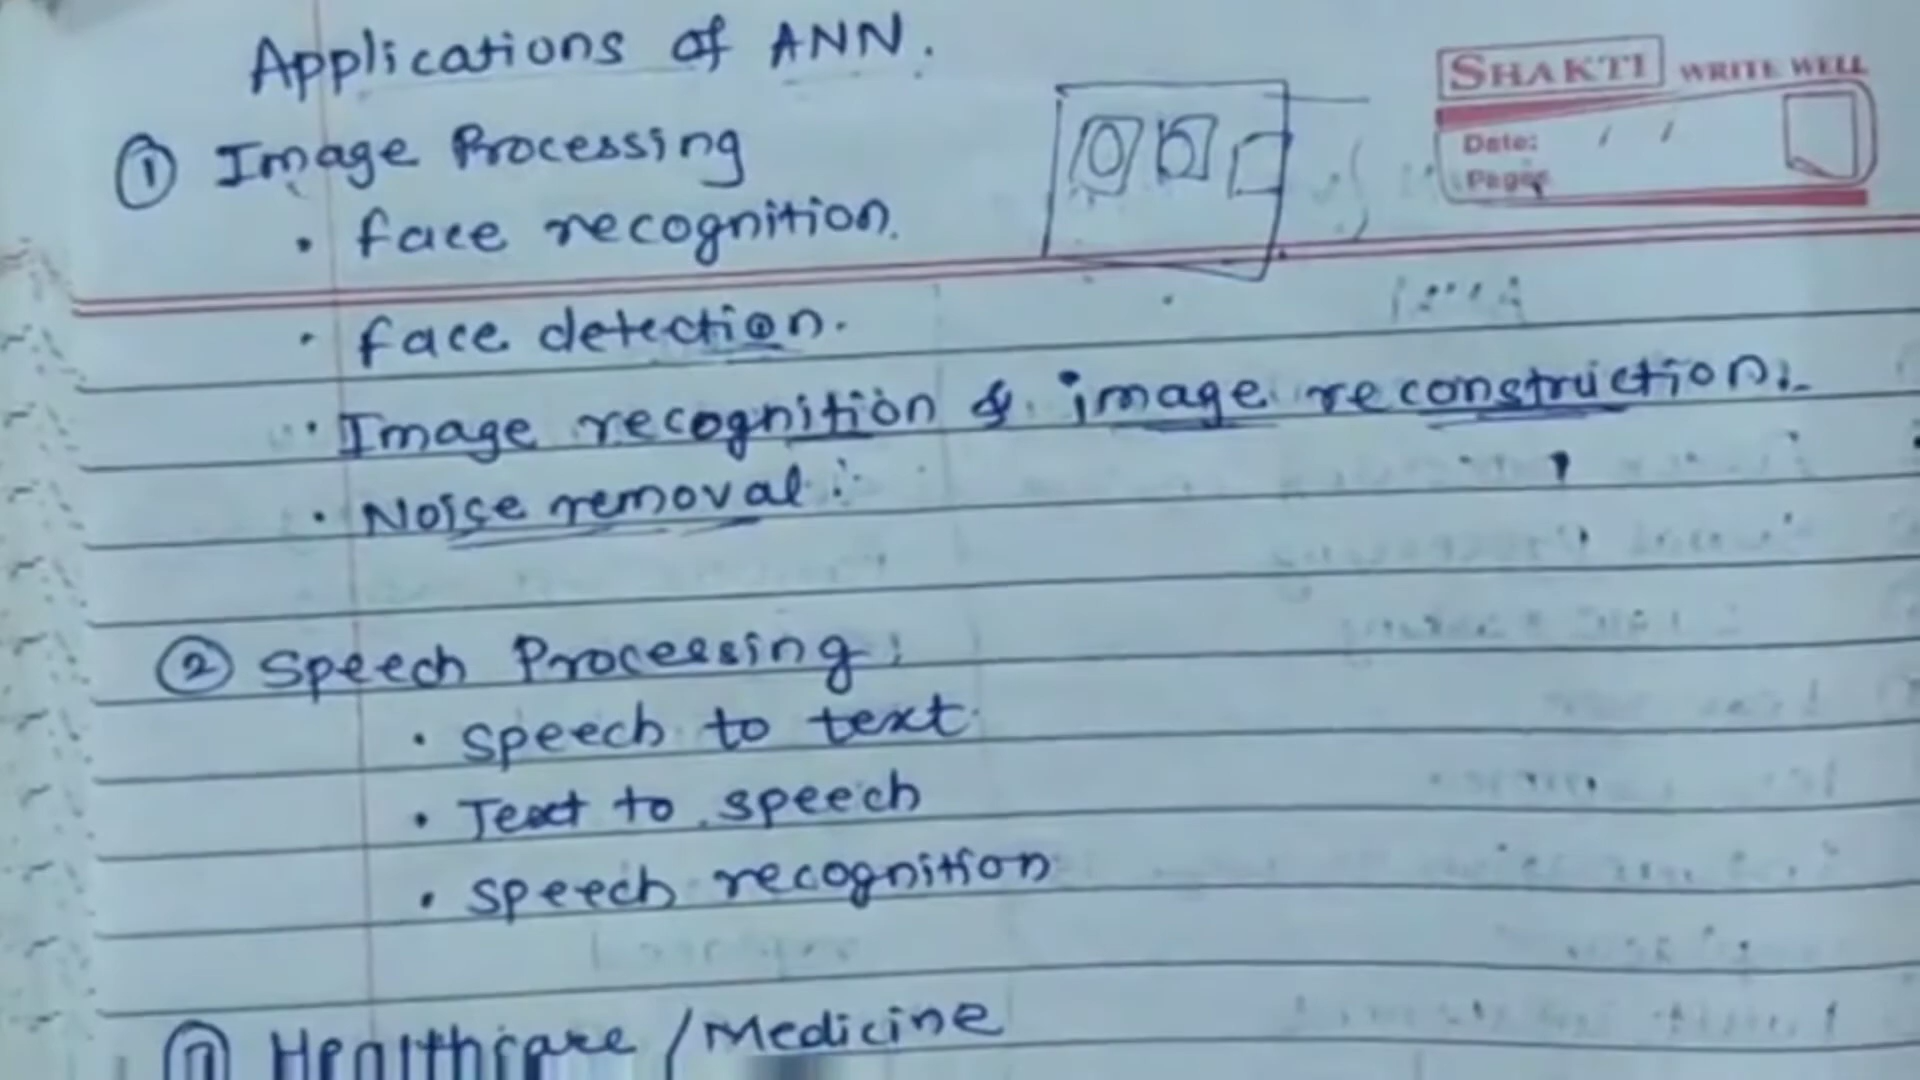 Applications of ANN.
SHAKTI WRITE WELL
Date: / /
Page:
① Image Processing
• face recognition.
• face detection.
• Image recognition & image reconstruction.
• Noise removal :
② Speech Processing :
• speech to text
• Text to speech
• speech recognition
Healthcare / Medicine